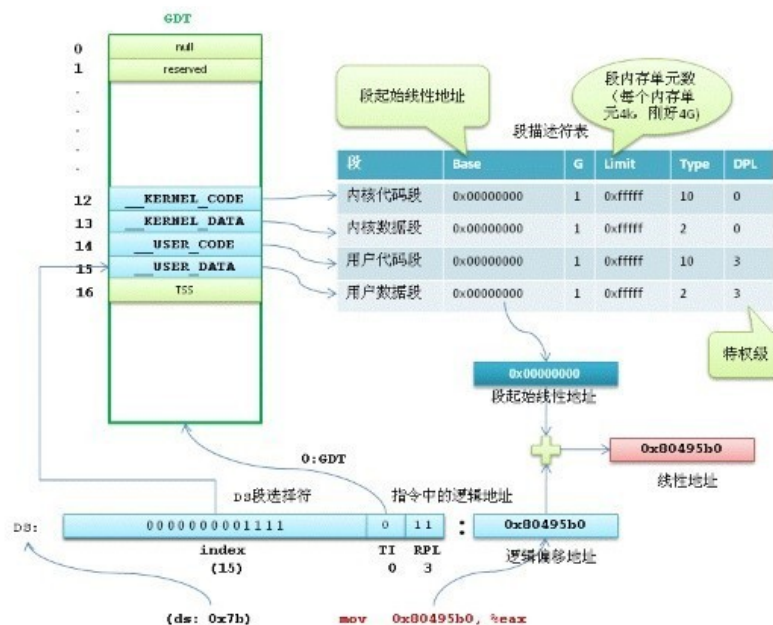 GDT
0 null
1 reserved
.
.
.
.
.
12 __KERNEL_CODE
13 __KERNEL_DATA
14 __USER_CODE
15 __USER_DATA
16 TSS
段起始线性地址
段内存单元数
（每个内存单
元4k，刚好4G)
段描述符表
段 Base G Limit Type DPL
内核代码段 0x00000000 1 0xfffff 10 0
内核数据段 0x00000000 1 0xfffff 2 0
用户代码段 0x00000000 1 0xfffff 10 3
用户数据段 0x00000000 1 0xfffff 2 3
特权级
0x00000000
段起始线性地址
0x80495b0
线性地址
0:GDT
DS段选择符
指令中的逻辑地址
DS: 0000000001111 0 11 : 0x80495b0
index TI RPL
(15) 0 3
逻辑偏移地址
(ds: 0x7b)
mov 0x80495b0, %eax